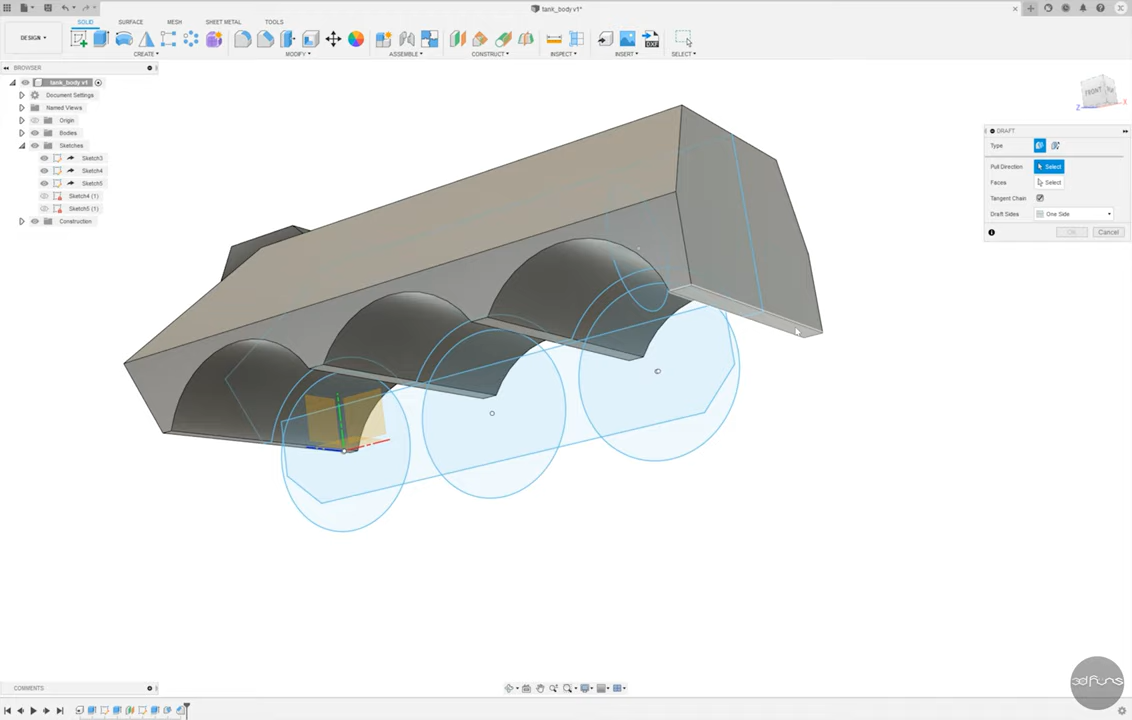 tank_body v1*
DESIGN
SOLID
SURFACE
MESH
SHEET METAL
TOOLS
CREATE
MODIFY
ASSEMBLE
CONSTRUCT
INSPECT
INSERT
SELECT
BROWSER
tank_body v1
Document Settings
Named Views
Origin
Bodies
Sketches
Sketch3
Sketch4
Sketch5
Sketch4 (1)
Sketch5 (1)
Construction
FRONT
Z
X
DRAFT
Type
Pull Direction
Select
Faces
Select
Tangent Chain
Draft Sides
One Side
OK
Cancel
COMMENTS
3dfuns